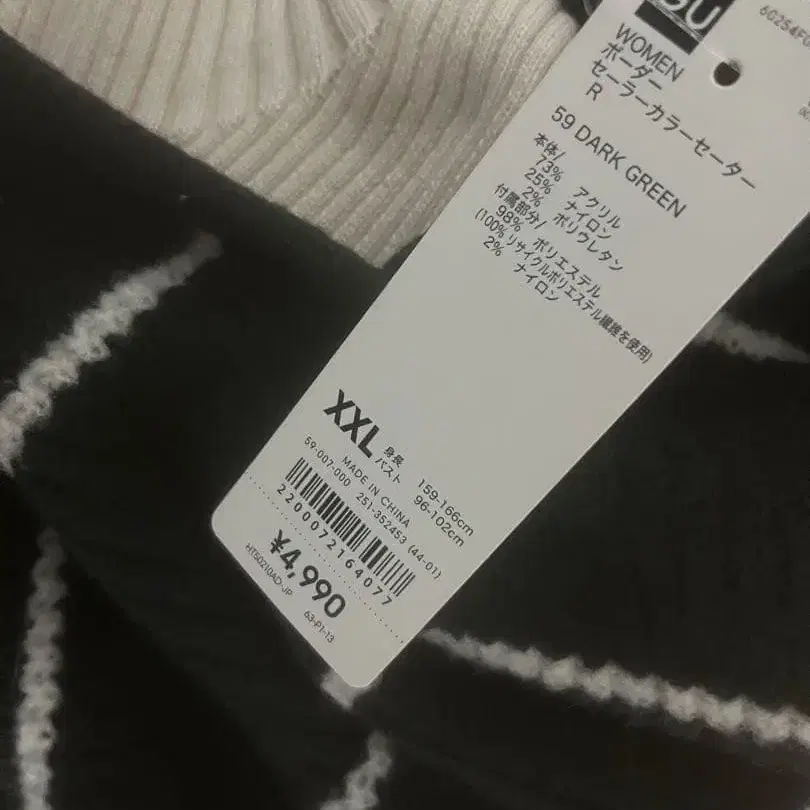 GU
WOMEN
ボーダー
セーラーカラーセーター
R
59 DARK GREEN
本体/
73% アクリル
25% ナイロン
2% ポリウレタン
付属部分/
98% ポリエステル
(100%リサイクルポリエステル繊維を使用)
2% ナイロン
XXL
身長 159-166cm
バスト 96-102cm
MADE IN CHINA
59-007-000 251-352453 (44-01)
2200072164077
¥4,990
HT50210AD-JP 63-P1-13